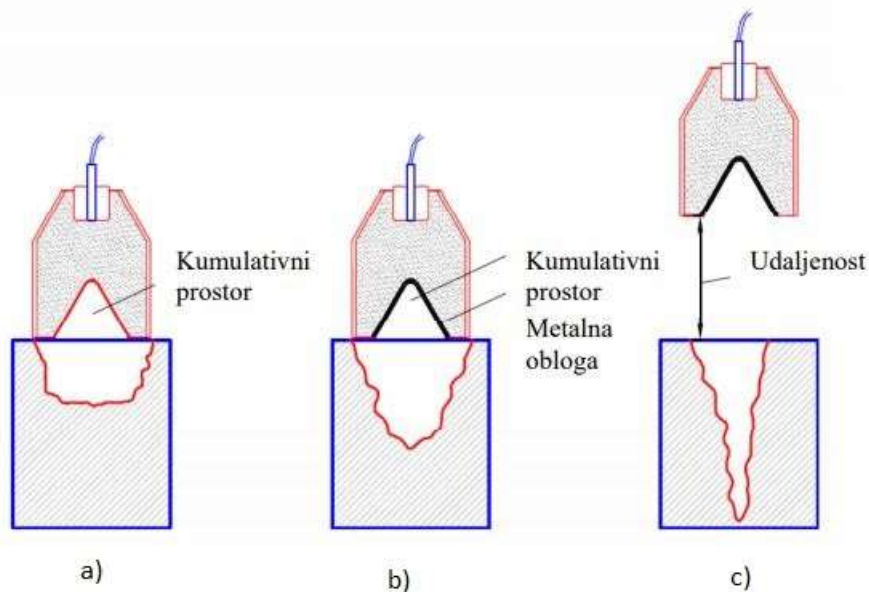 Kumulativni
prostor
Kumulativni
prostor
Metalna
obloga
Udaljenost
a)
b)
c)